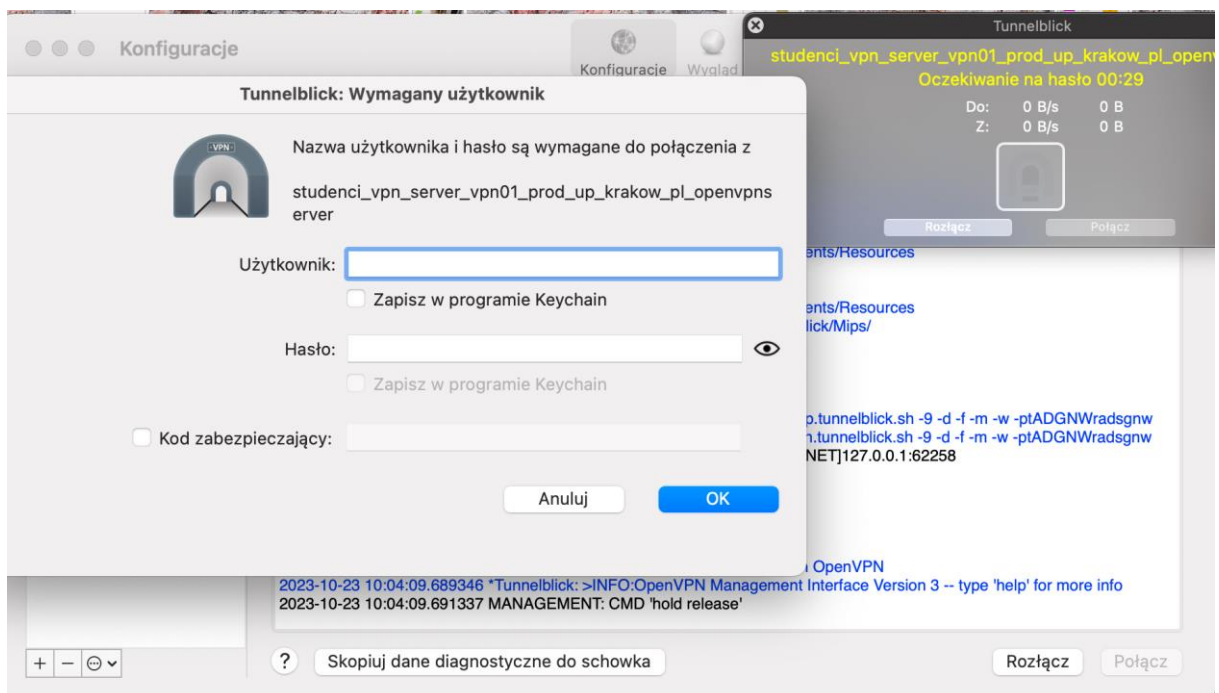 Konfiguracje
Konfiguracje
Wygląd
Tunnelblick
studenci_vpn_server_vpn01_prod_up_krakow_pl_openv
Oczekiwanie na hasło 00:29
Do: 0 B/s 0 B
Z: 0 B/s 0 B
Rozłącz
Połącz
Tunnelblick: Wymagany użytkownik
VPN
Nazwa użytkownika i hasło są wymagane do połączenia z
studenci_vpn_server_vpn01_prod_up_krakow_pl_openvpns
erver
Użytkownik:
Zapisz w programie Keychain
Hasło:
Zapisz w programie Keychain
Kod zabezpieczający:
Anuluj
OK
ents/Resources
ents/Resources
lick/Mips/
p.tunnelblick.sh -9 -d -f -m -w -ptADGNWradsgnw
n.tunnelblick.sh -9 -d -f -m -w -ptADGNWradsgnw
NET]127.0.0.1:62258
OpenVPN
2023-10-23 10:04:09.689346 *Tunnelblick: >INFO:OpenVPN Management Interface Version 3 -- type 'help' for more info
2023-10-23 10:04:09.691337 MANAGEMENT: CMD 'hold release'
?
Skopiuj dane diagnostyczne do schowka
Rozłącz
Połącz